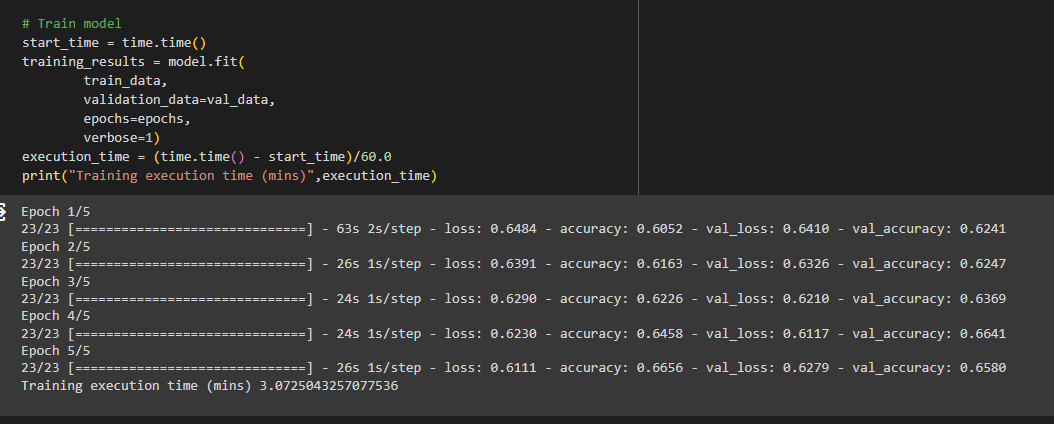 # Train model
start_time = time.time()
training_results = model.fit(
        train_data,
        validation_data=val_data,
        epochs=epochs,
        verbose=1)
execution_time = (time.time() - start_time)/60.0
print("Training execution time (mins)",execution_time)
Epoch 1/5
23/23 [==============================] - 63s 2s/step - loss: 0.6484 - accuracy: 0.6052 - val_loss: 0.6410 - val_accuracy: 0.6241
Epoch 2/5
23/23 [==============================] - 26s 1s/step - loss: 0.6391 - accuracy: 0.6163 - val_loss: 0.6326 - val_accuracy: 0.6247
Epoch 3/5
23/23 [==============================] - 24s 1s/step - loss: 0.6290 - accuracy: 0.6226 - val_loss: 0.6210 - val_accuracy: 0.6369
Epoch 4/5
23/23 [==============================] - 24s 1s/step - loss: 0.6230 - accuracy: 0.6458 - val_loss: 0.6117 - val_accuracy: 0.6641
Epoch 5/5
23/23 [==============================] - 26s 1s/step - loss: 0.6111 - accuracy: 0.6656 - val_loss: 0.6279 - val_accuracy: 0.6580
Training execution time (mins) 3.0725043257077536